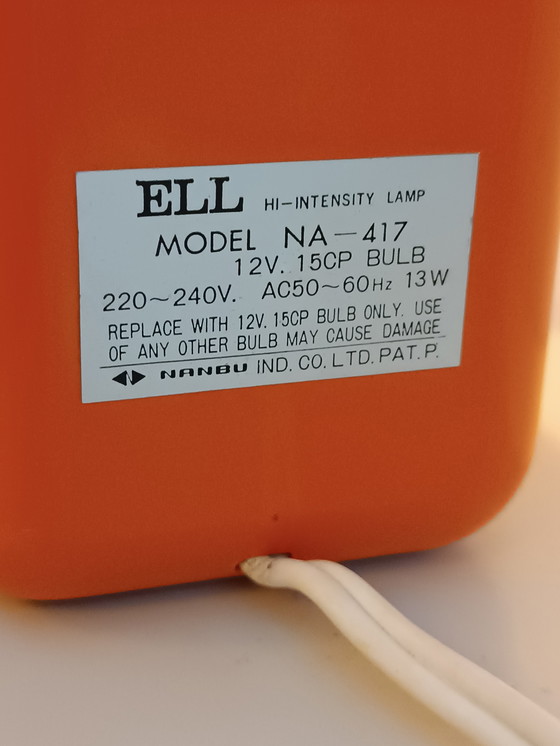 ELL HI-INTENSITY LAMP
MODEL NA-417
12V. 15CP BULB
220~240V. AC50~60Hz 13W
REPLACE WITH 12V. 15CP BULB ONLY. USE
OF ANY OTHER BULB MAY CAUSE DAMAGE
NANBU IND. CO. LTD. PAT. P.